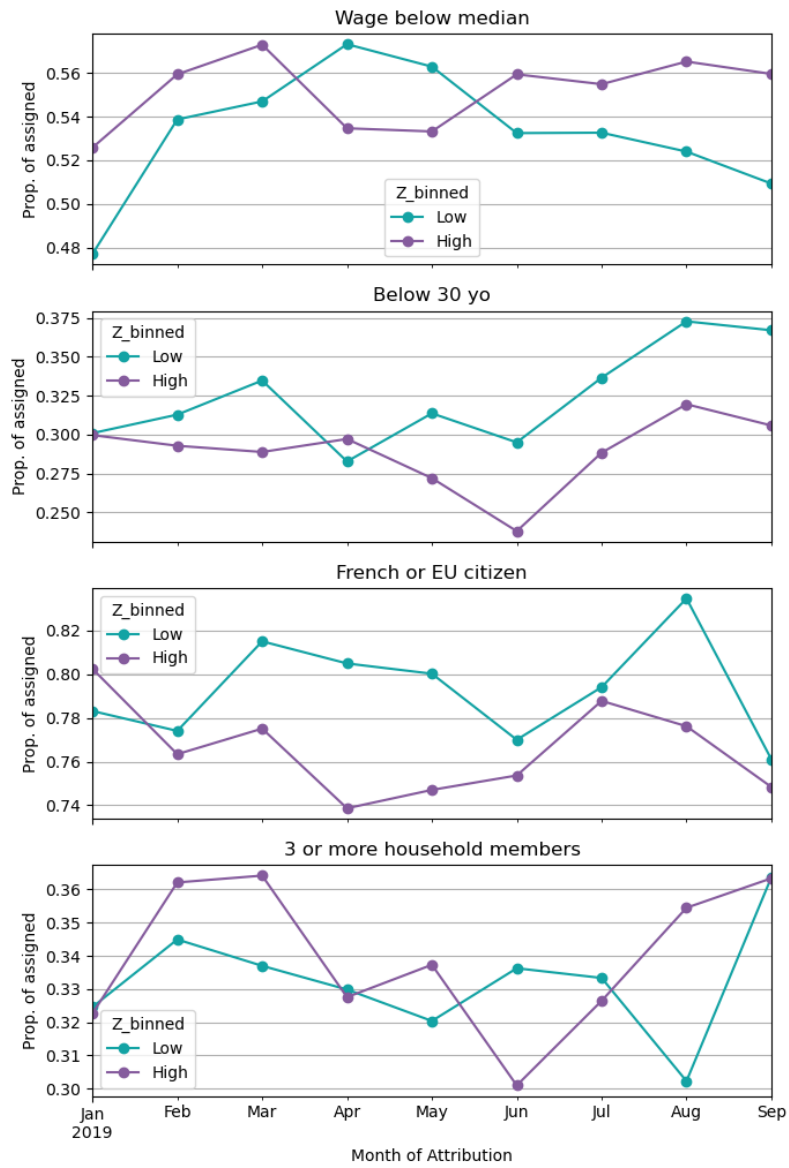 Wage below median
Prop. of assigned
0.56
0.54
0.52
0.50
0.48
Z_binned
Low
High
Below 30 yo
Prop. of assigned
0.375
0.350
0.325
0.300
0.275
0.250
Z_binned
Low
High
French or EU citizen
Prop. of assigned
0.82
0.80
0.78
0.76
0.74
Z_binned
Low
High
3 or more household members
Prop. of assigned
0.36
0.35
0.34
0.33
0.32
0.31
0.30
Z_binned
Low
High
Jan Feb Mar Apr May Jun Jul Aug Sep
2019
Month of Attribution